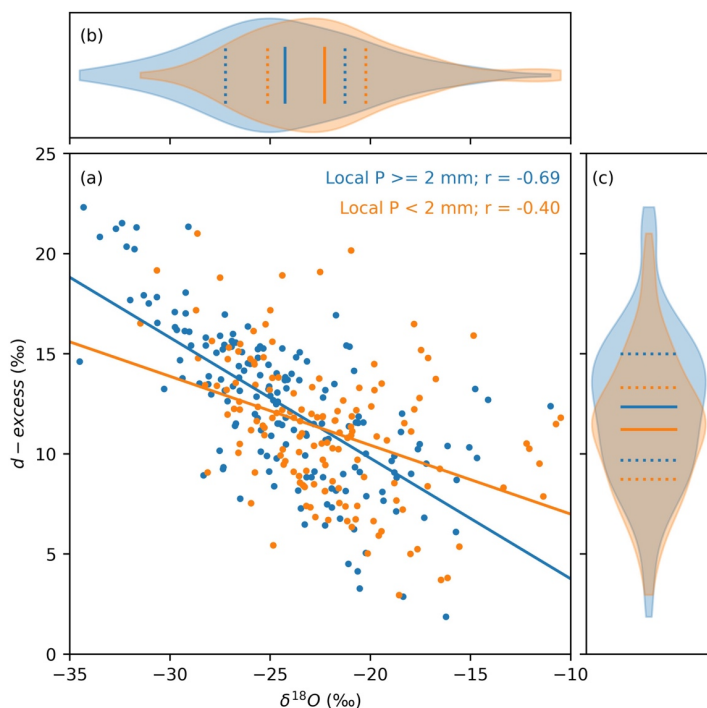 (b)
(a)
Local P >= 2 mm; r = -0.69
Local P < 2 mm; r = -0.40
(c)
25
20
15
10
5
0
d − excess (‰)
−35
−30
−25
−20
−15
−10
δ18O (‰)